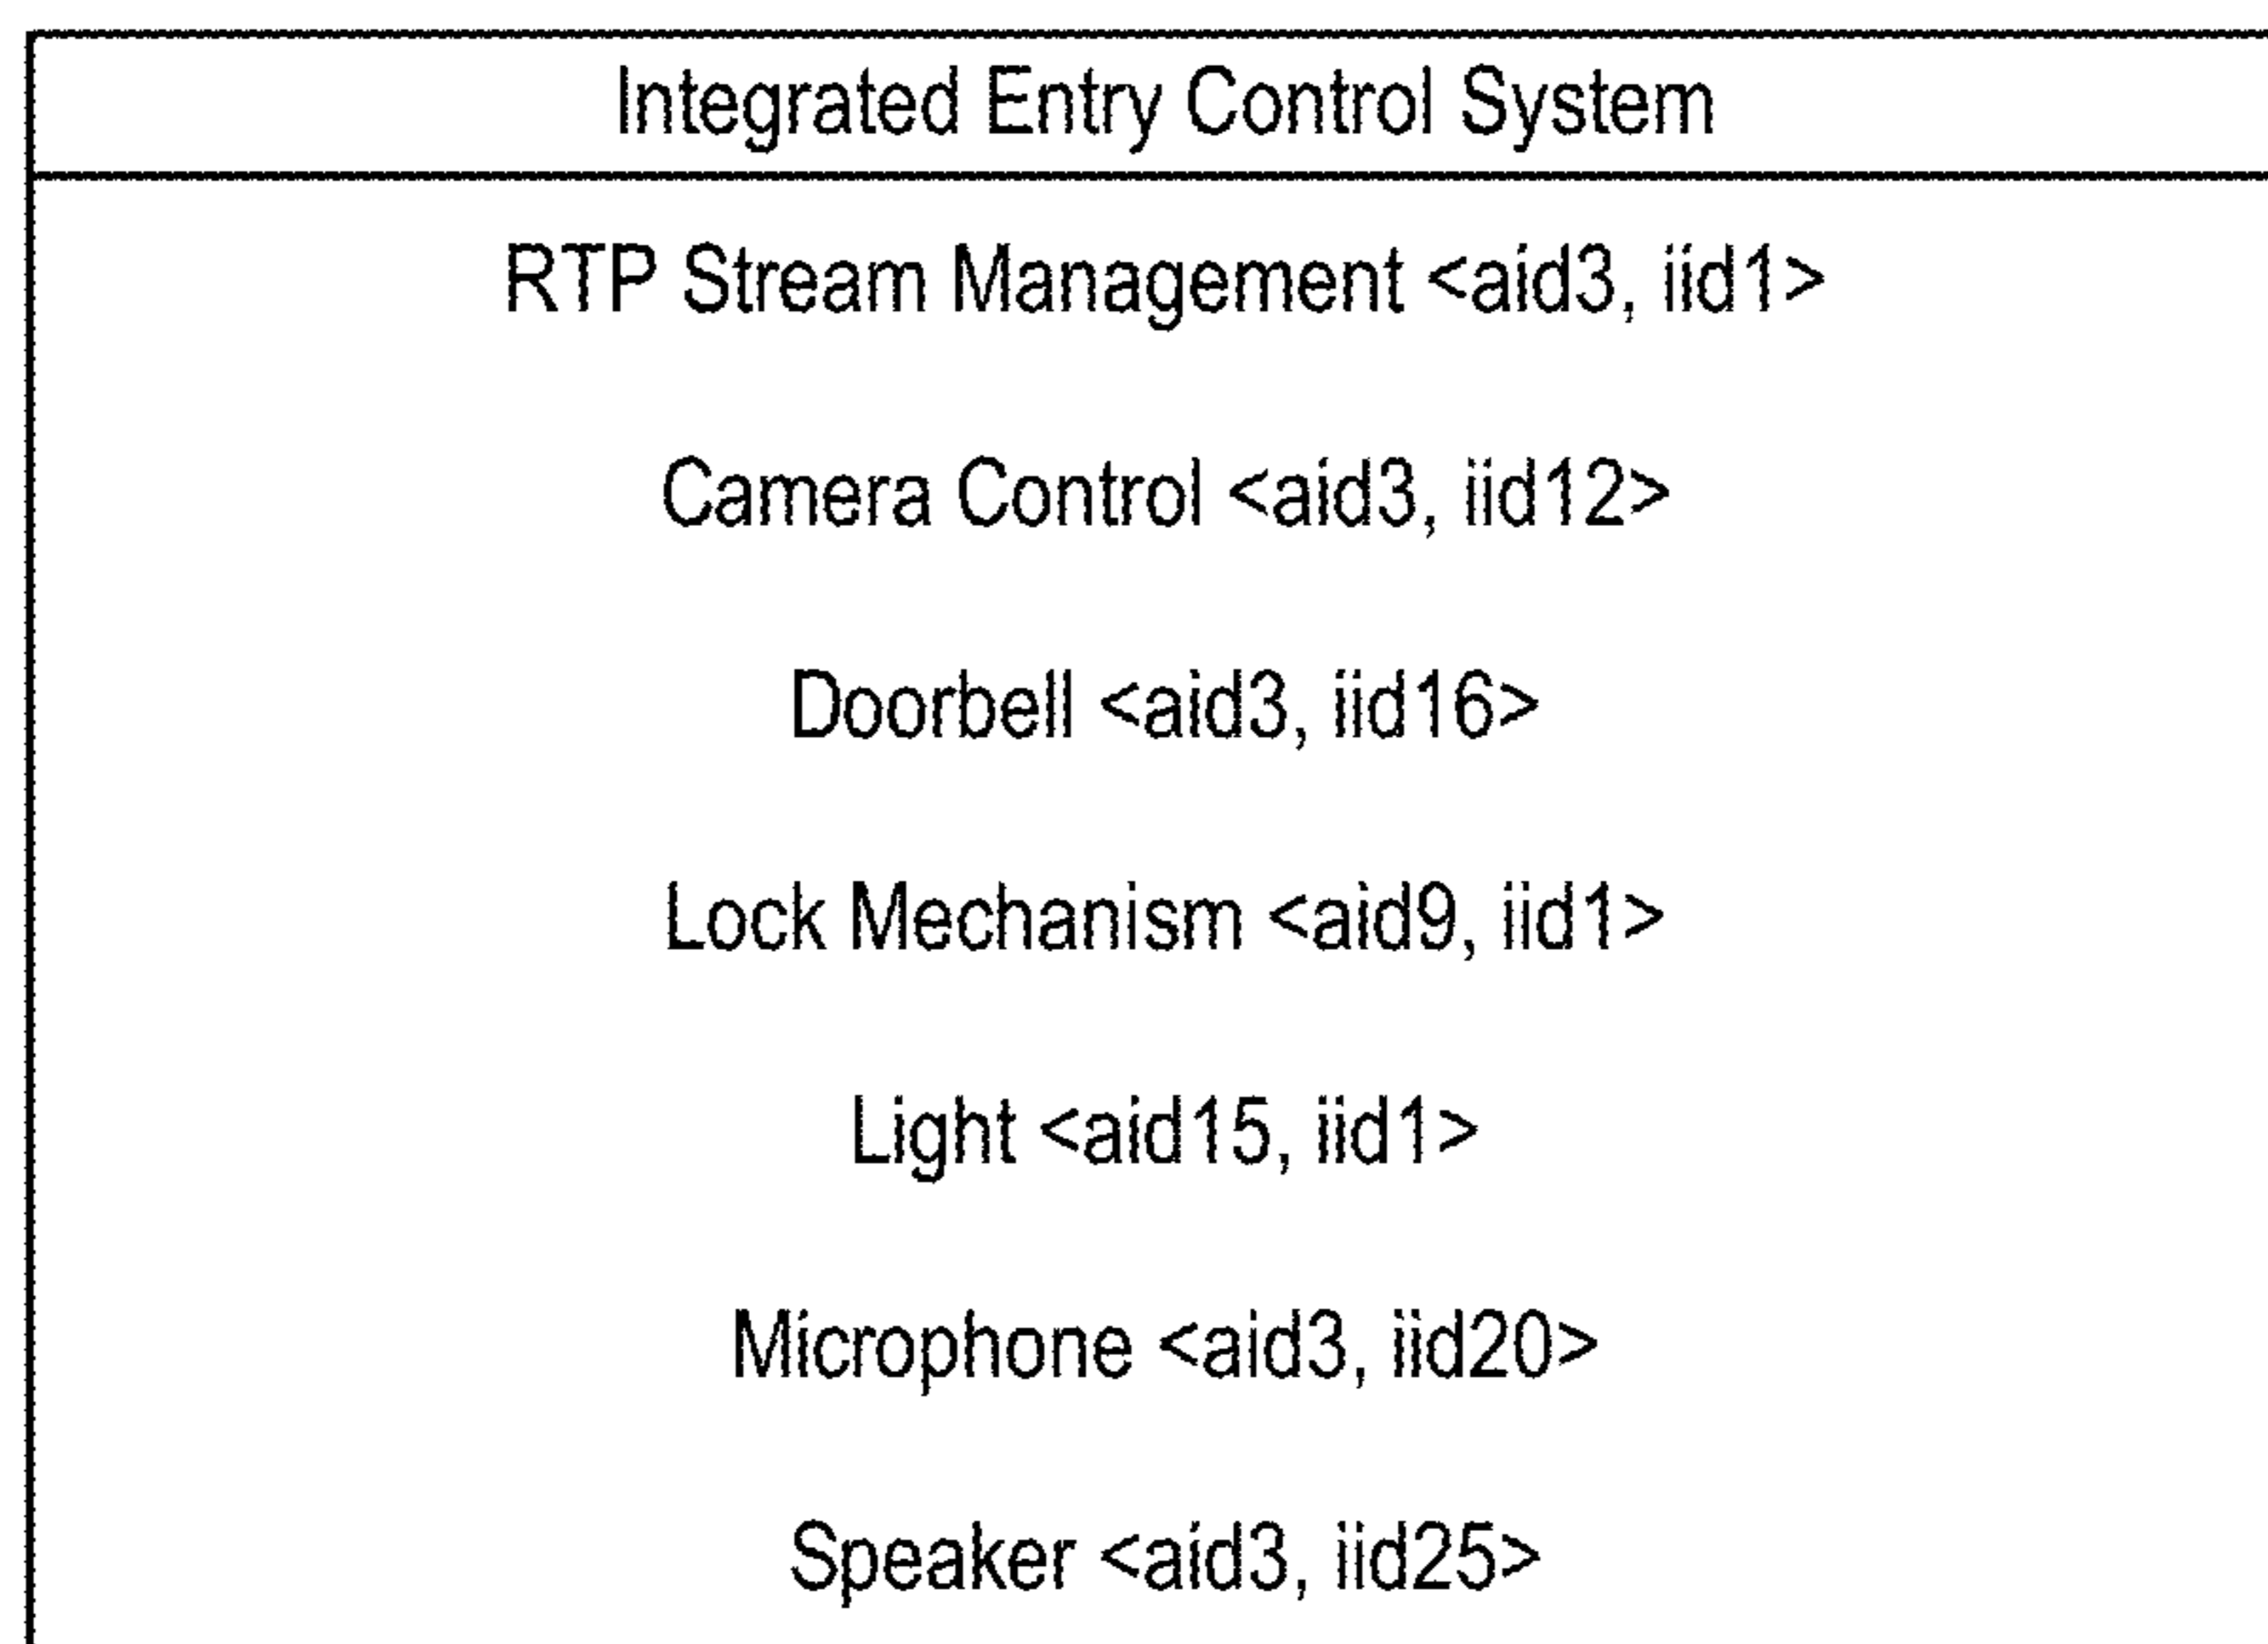 Integrated Entry Control System
RTP Stream Management <aid3, iid1>
Camera Control <aid3, iid12>
Doorbell <aid3, iid16>
Lock Mechanism <aid9, iid1>
Light <aid15, iid1>
Microphone <aid3, iid20>
Speaker <aid3, iid25>